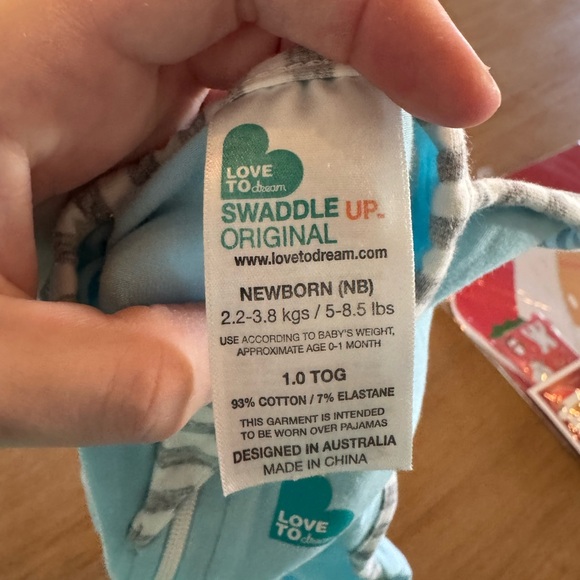 LOVE
TO dream
SWADDLE UP™
ORIGINAL
www.lovetodream.com
NEWBORN (NB)
2.2-3.8 kgs / 5-8.5 lbs
USE ACCORDING TO BABY'S WEIGHT,
APPROXIMATE AGE 0-1 MONTH
1.0 TOG
93% COTTON / 7% ELASTANE
THIS GARMENT IS INTENDED
TO BE WORN OVER PAJAMAS
DESIGNED IN AUSTRALIA
MADE IN CHINA
LOVE
TO dream